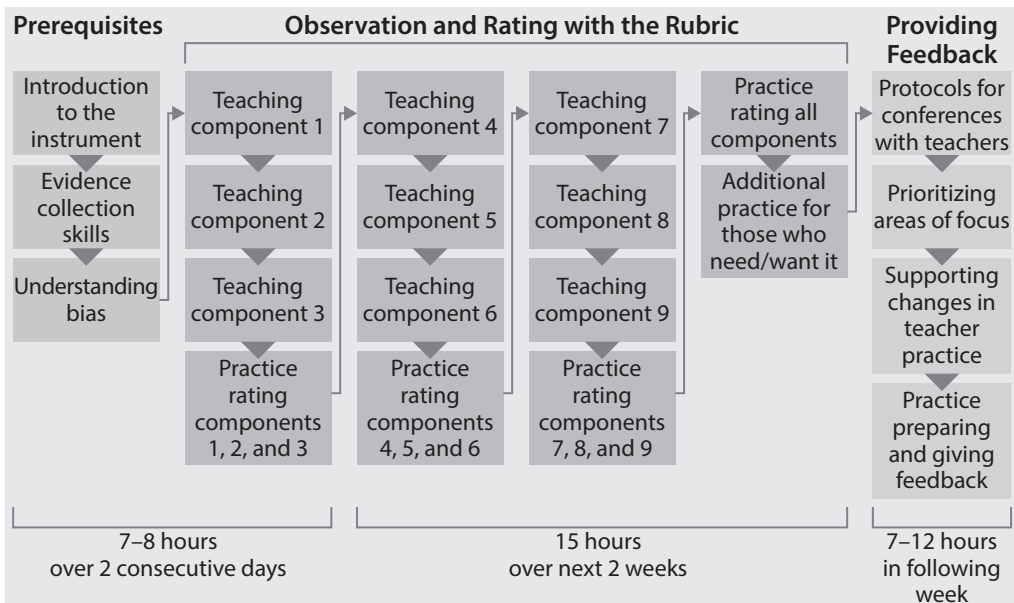 Prerequisites
Observation and Rating with the Rubric
Providing
Feedback
Introduction
to the
instrument
Evidence
collection
skills
Understanding
bias
Teaching
component 1
Teaching
component 2
Teaching
component 3
Practice
rating
components
1, 2, and 3
Teaching
component 4
Teaching
component 5
Teaching
component 6
Practice
rating
components
4, 5, and 6
Teaching
component 7
Teaching
component 8
Teaching
component 9
Practice
rating
components
7, 8, and 9
Practice
rating all
components
Additional
practice for
those who
need/want it
Protocols for
conferences
with teachers
Prioritizing
areas of focus
Supporting
changes in
teacher
practice
Practice
preparing
and giving
feedback
7–8 hours
over 2 consecutive days
15 hours
over next 2 weeks
7–12 hours
in following
week